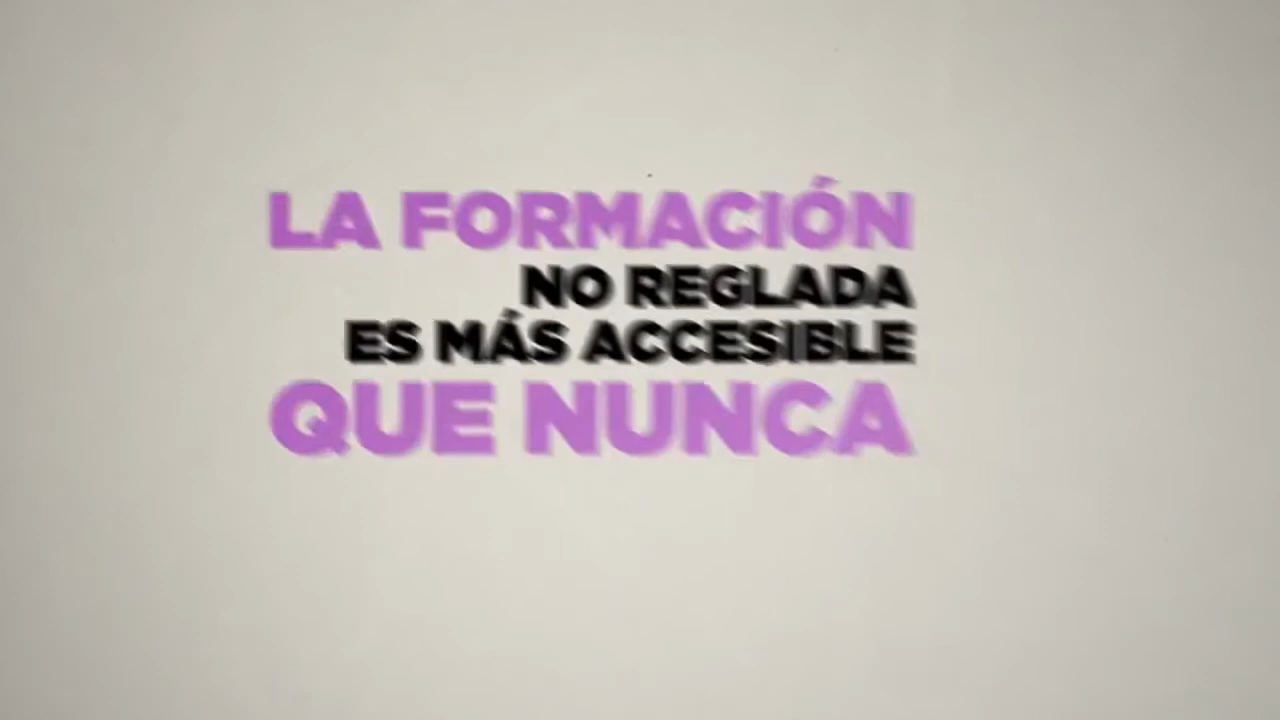 LA FORMACIÓN
NO REGLADA
ES MÁS ACCESIBLE
QUE NUNCA